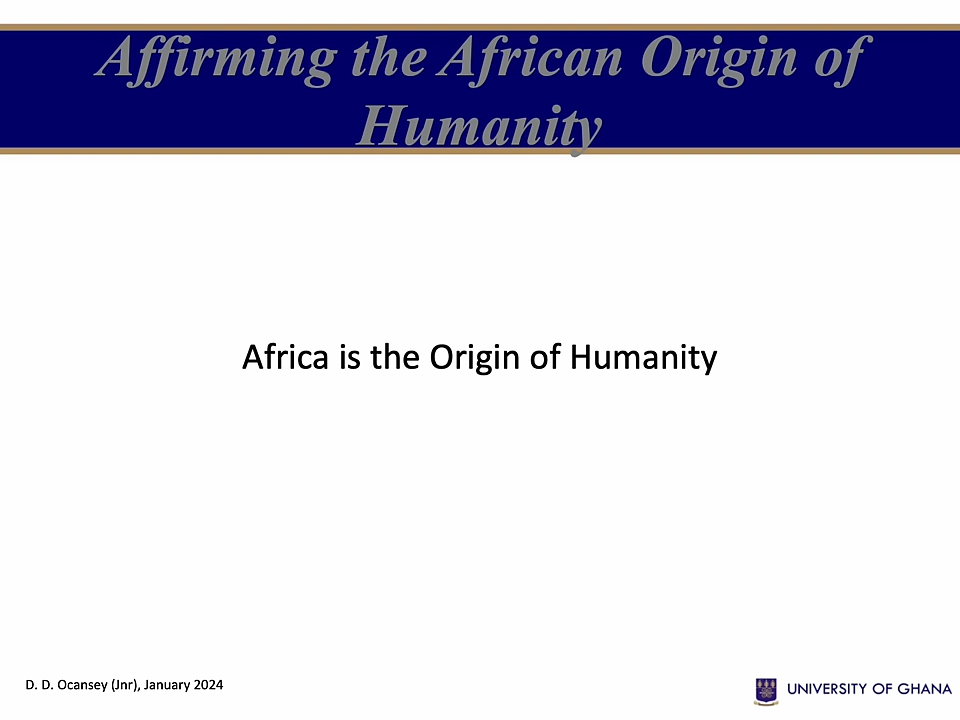 Affirming the African Origin of
Humanity
Africa is the Origin of Humanity
D. D. Ocansey (Jnr), January 2024
UNIVERSITY OF GHANA